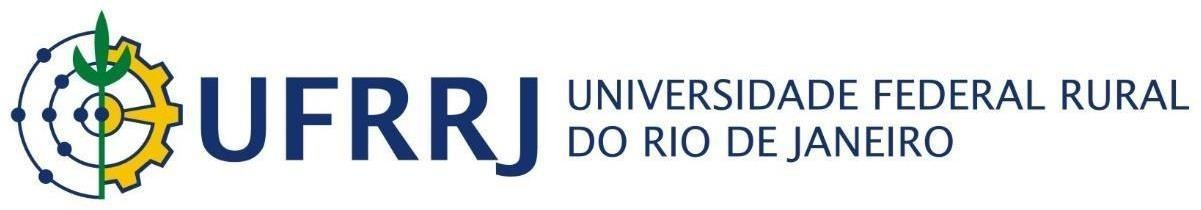 UFRRJ
UNIVERSIDADE FEDERAL RURAL
DO RIO DE JANEIRO